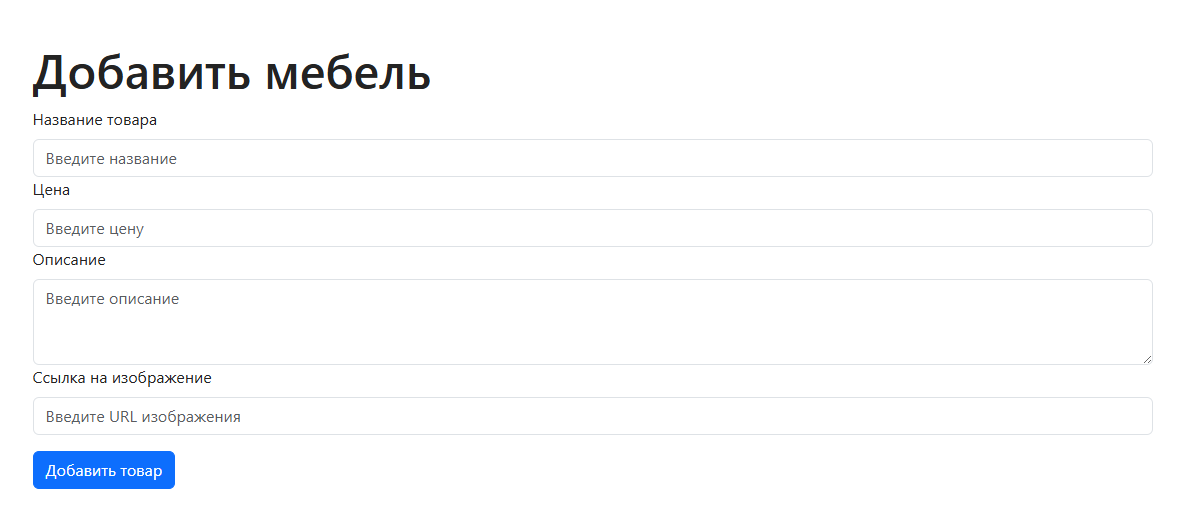 Добавить мебель
Название товара
Введите название
Цена
Введите цену
Описание
Введите описание
Ссылка на изображение
Введите URL изображения
Добавить товар